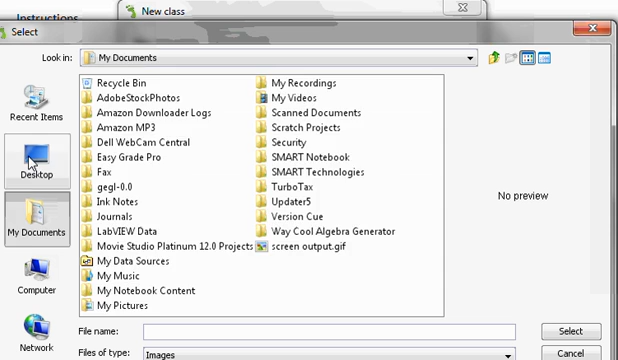 Instructions
New class
Select
Look in:
My Documents
Recent Items
Desktop
My Documents
Computer
Network
Recycle Bin
AdobeStockPhotos
Amazon Downloader Logs
Amazon MP3
Dell WebCam Central
Easy Grade Pro
Fax
gegl-0.0
Ink Notes
Journals
LabVIEW Data
Movie Studio Platinum 12.0 Projects
My Data Sources
My Music
My Notebook Content
My Pictures
My Recordings
My Videos
Scanned Documents
Scratch Projects
Security
SMART Notebook
SMART Technologies
TurboTax
Updater5
Version Cue
Way Cool Algebra Generator
screen output.gif
No preview
File name:
Select
Files of type:
Images
Cancel